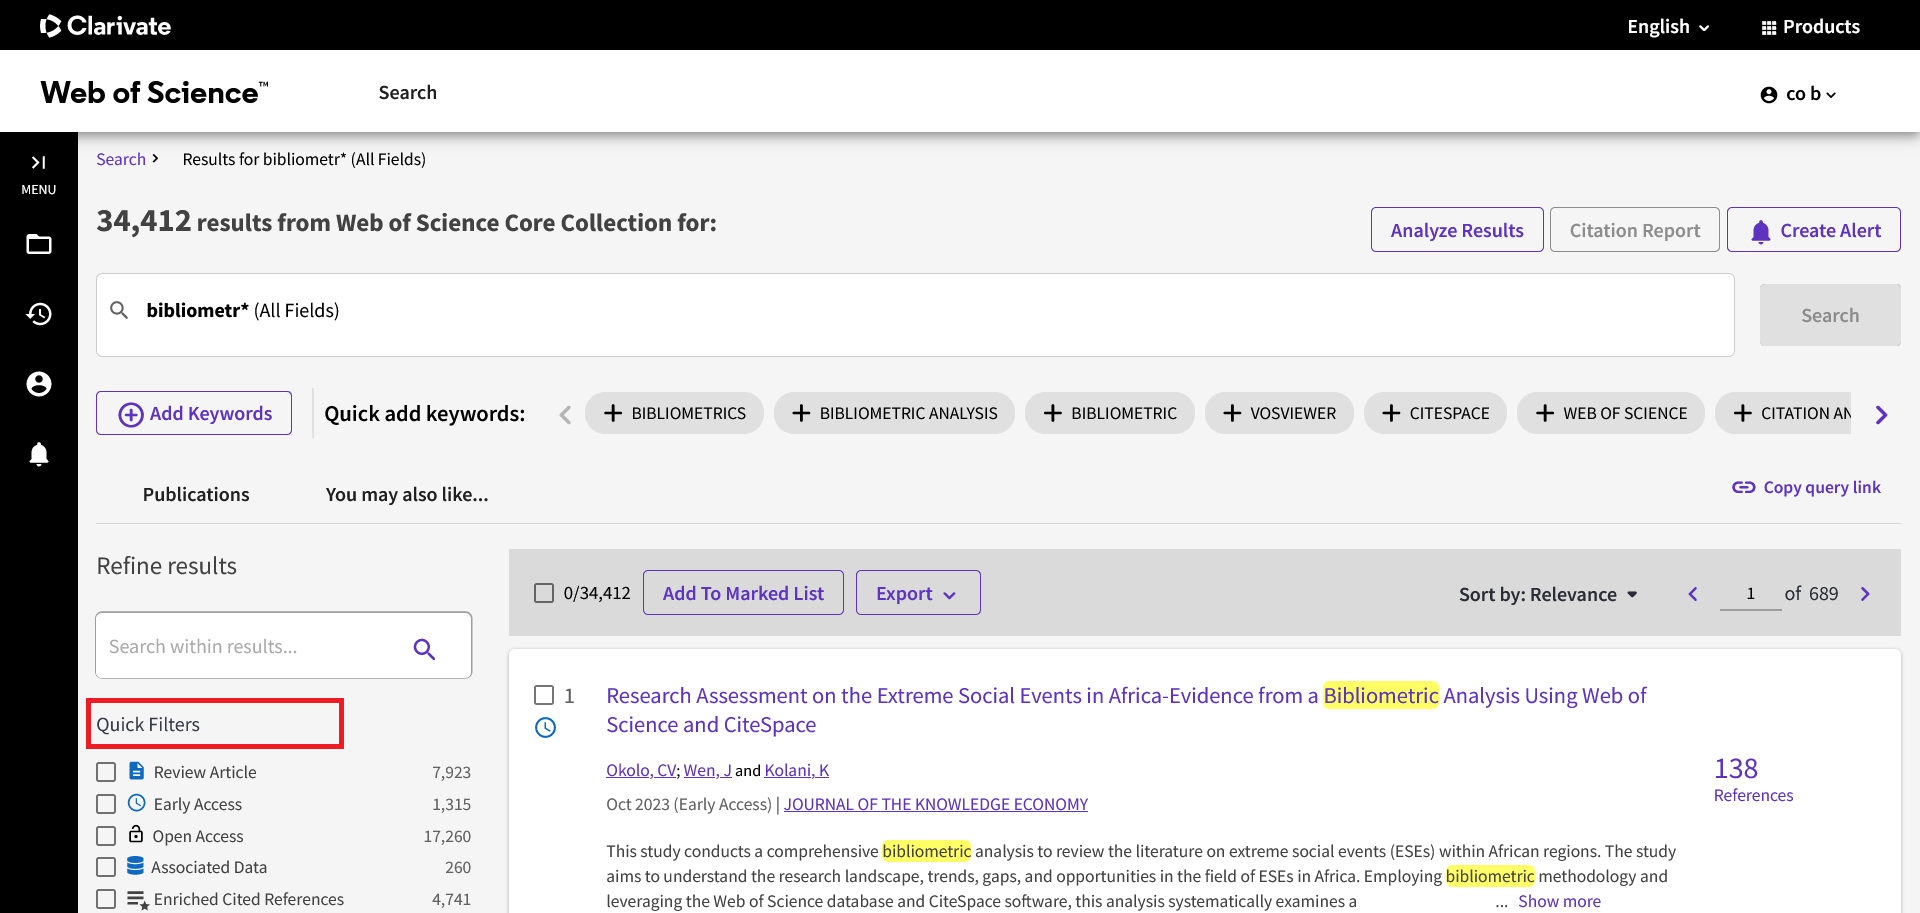 Clarivate
English
Products
Web of Science™
Search
co b
MENU
Search
Results for bibliometr* (All Fields)
34,412 results from Web of Science Core Collection for:
Analyze Results
Citation Report
Create Alert
bibliometr* (All Fields)
Search
Add Keywords
Quick add keywords:
BIBLIOMETRICS
BIBLIOMETRIC ANALYSIS
BIBLIOMETRIC
VOSVIEWER
CITESPACE
WEB OF SCIENCE
CITATION AN
Publications
You may also like...
Copy query link
Refine results
Search within results...
Quick Filters
Review Article 7,923
Early Access 1,315
Open Access 17,260
Associated Data 260
Enriched Cited References 4,741
0/34,412
Add To Marked List
Export
Sort by: Relevance
1 of 689
1
Research Assessment on the Extreme Social Events in Africa-Evidence from a Bibliometric Analysis Using Web of
Science and CiteSpace
Okolo, CV; Wen, J and Kolani, K
Oct 2023 (Early Access) | JOURNAL OF THE KNOWLEDGE ECONOMY
138
References
This study conducts a comprehensive bibliometric analysis to review the literature on extreme social events (ESEs) within African regions. The study
aims to understand the research landscape, trends, gaps, and opportunities in the field of ESEs in Africa. Employing bibliometric methodology and
leveraging the Web of Science database and CiteSpace software, this analysis systematically examines a ... Show more